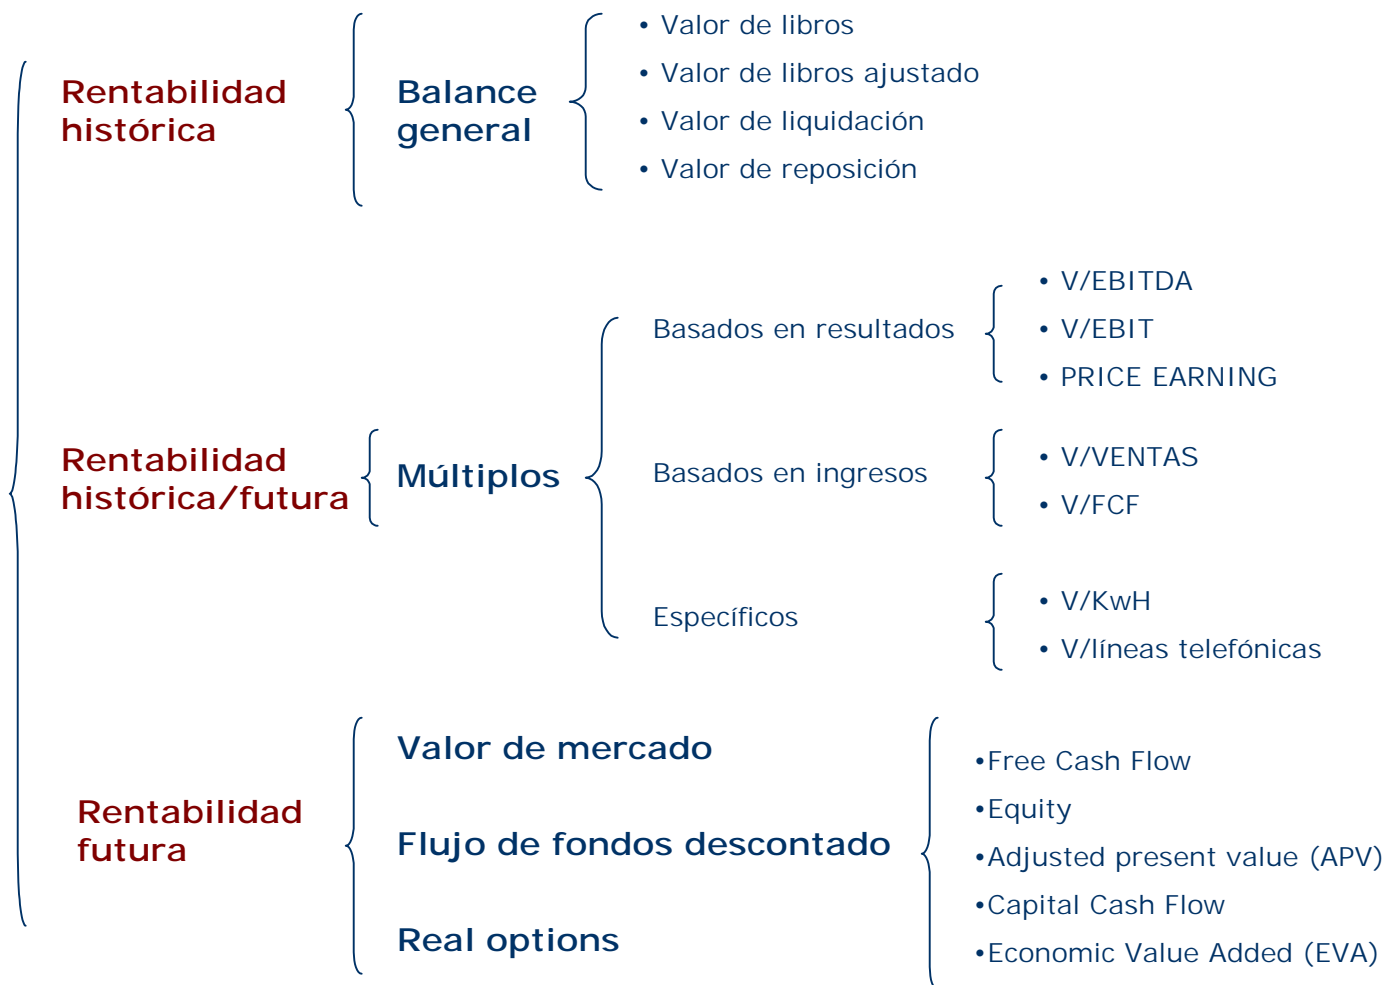 Rentabilidad
histórica
Balance
general
• Valor de libros
• Valor de libros ajustado
• Valor de liquidación
• Valor de reposición
Rentabilidad
histórica/futura
Múltiplos
Basados en resultados
• V/EBITDA
• V/EBIT
• PRICE EARNING
Basados en ingresos
• V/VENTAS
• V/FCF
Específicos
• V/KwH
• V/líneas telefónicas
Rentabilidad
futura
Valor de mercado
Flujo de fondos descontado
Real options
•Free Cash Flow
•Equity
•Adjusted present value (APV)
•Capital Cash Flow
•Economic Value Added (EVA)